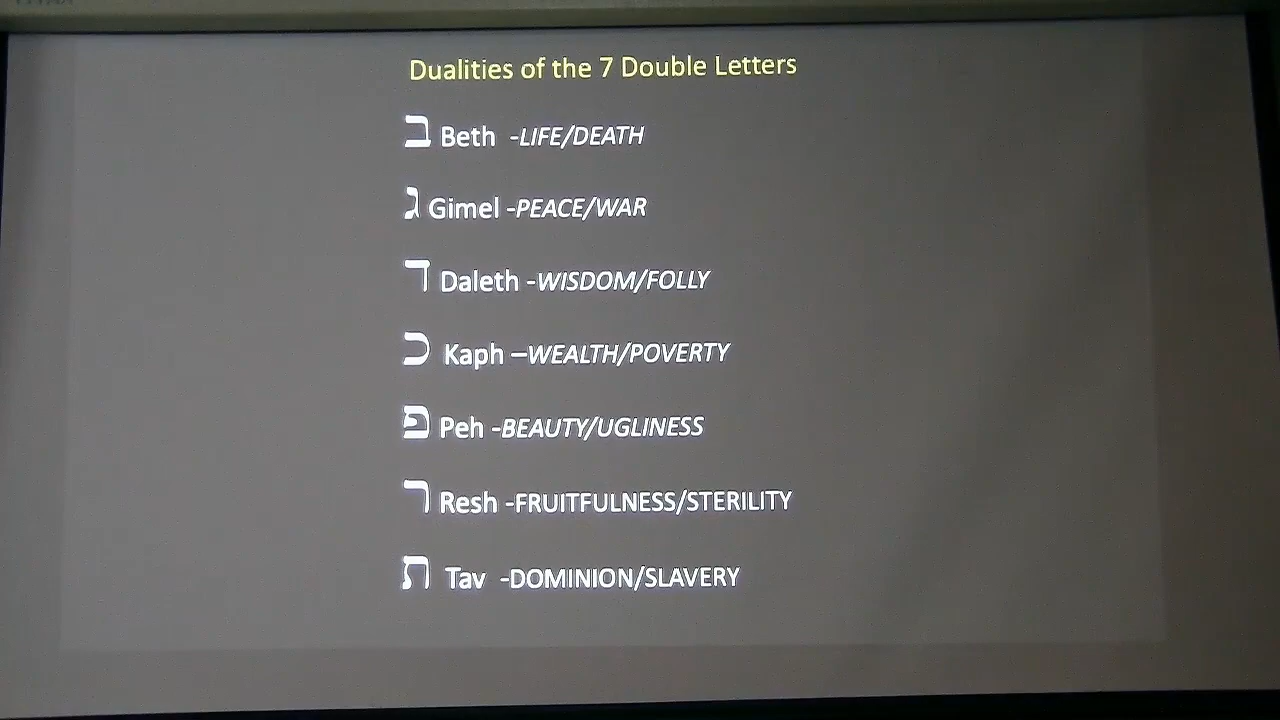 Dualities of the 7 Double Letters
ב Beth -LIFE/DEATH
ג Gimel -PEACE/WAR
ד Daleth -WISDOM/FOLLY
כ Kaph –WEALTH/POVERTY
פ Peh -BEAUTY/UGLINESS
ר Resh -FRUITFULNESS/STERILITY
ת Tav -DOMINION/SLAVERY